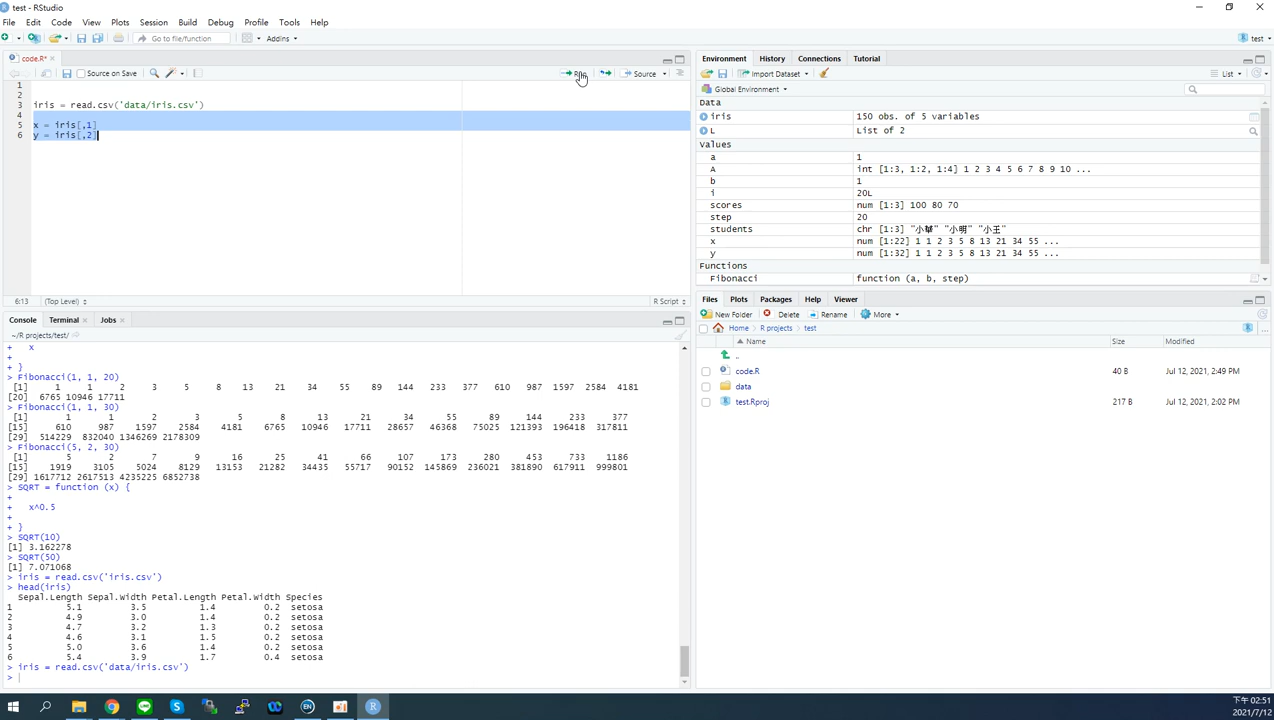 test - RStudio
File Edit Code View Plots Session Build Debug Profile Tools Help
Go to file/function Addins test
code.R*
Source on Save Source
1
2
3 iris = read.csv('data/iris.csv')
4
5 x = iris[,1]
6 y = iris[,2]
6:13 (Top Level) R Script
Console Terminal Jobs
~/R projects/test/
+ x
+
+ }
> Fibonacci(1, 1, 20)
[1] 1 1 2 3 5 8 13 21 34 55 89 144 233 377 610 987 1597 2584 4181
[20] 6765 10946 17711
> Fibonacci(1, 1, 30)
[1] 1 1 2 3 5 8 13 21 34 55 89 144 233 377
[15] 610 987 1597 2584 4181 6765 10946 17711 28657 46368 75025 121393 196418 317811
[29] 514229 832040 1346269 2178309
> Fibonacci(5, 2, 30)
[1] 5 2 7 9 16 25 41 66 107 173 280 453 733 1186
[15] 1919 3105 5024 8129 13153 21282 34435 55717 90152 145869 236021 381890 617911 999801
[29] 1617712 2617513 4235225 6852738
> SQRT = function (x) {
+
+ x^0.5
+
+ }
> SQRT(10)
[1] 3.162278
> SQRT(50)
[1] 7.071068
> iris = read.csv('iris.csv')
> head(iris)
Sepal.Length Sepal.Width Petal.Length Petal.Width Species
1 5.1 3.5 1.4 0.2 setosa
2 4.9 3.0 1.4 0.2 setosa
3 4.7 3.2 1.3 0.2 setosa
4 4.6 3.1 1.5 0.2 setosa
5 5.0 3.6 1.4 0.2 setosa
6 5.4 3.9 1.7 0.4 setosa
> iris = read.csv('data/iris.csv')
>
Environment History Connections Tutorial
Import Dataset List
Global Environment
Data
iris 150 obs. of 5 variables
L List of 2
Values
a 1
A int [1:3, 1:2, 1:4] 1 2 3 4 5 6 7 8 9 10 ...
b 1
i 20L
scores num [1:3] 100 80 70
step 20
students chr [1:3] "小華" "小明" "小王"
x num [1:22] 1 1 2 3 5 8 13 21 34 55 ...
y num [1:32] 1 1 2 3 5 8 13 21 34 55 ...
Functions
Fibonacci function (a, b, step)
Files Plots Packages Help Viewer
New Folder Delete Rename More
Home R projects test
Name Size Modified
..
code.R 40 B Jul 12, 2021, 2:49 PM
data
test.Rproj 217 B Jul 12, 2021, 2:02 PM
EN
下午 02:51
2021/7/12